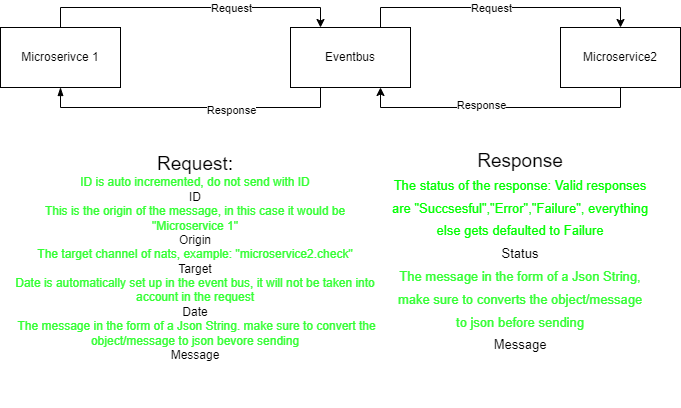 Request
Request
Microserivce 1
Eventbus
Microservice2
Response
Response
Request:
ID is auto incremented, do not send with ID
ID
This is the origin of the message, in this case it would be
"Microservice 1"
Origin
The target channel of nats, example: "microservice2.check"
Target
Date is automatically set up in the event bus, it will not be taken into
account in the request
Date
The message in the form of a Json String. make sure to convert the
object/message to json bevore sending
Message
Response
The status of the response: Valid responses
are "Succsesful","Error","Failure", everything
else gets defaulted to Failure
Status
The message in the form of a Json String,
make sure to converts the object/message
to json before sending
Message